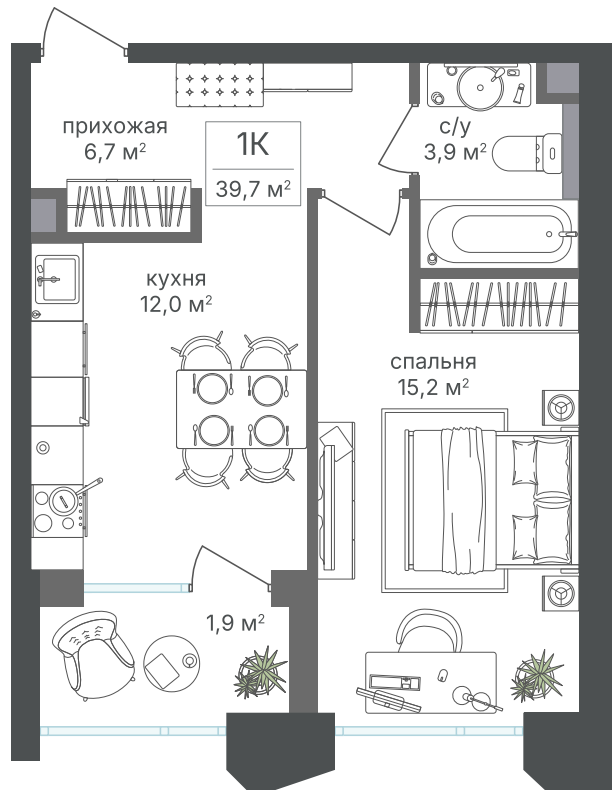 прихожая
6,7 м²
1К
39,7 м²
с/у
3,9 м²
кухня
12,0 м²
спальня
15,2 м²
1,9 м²